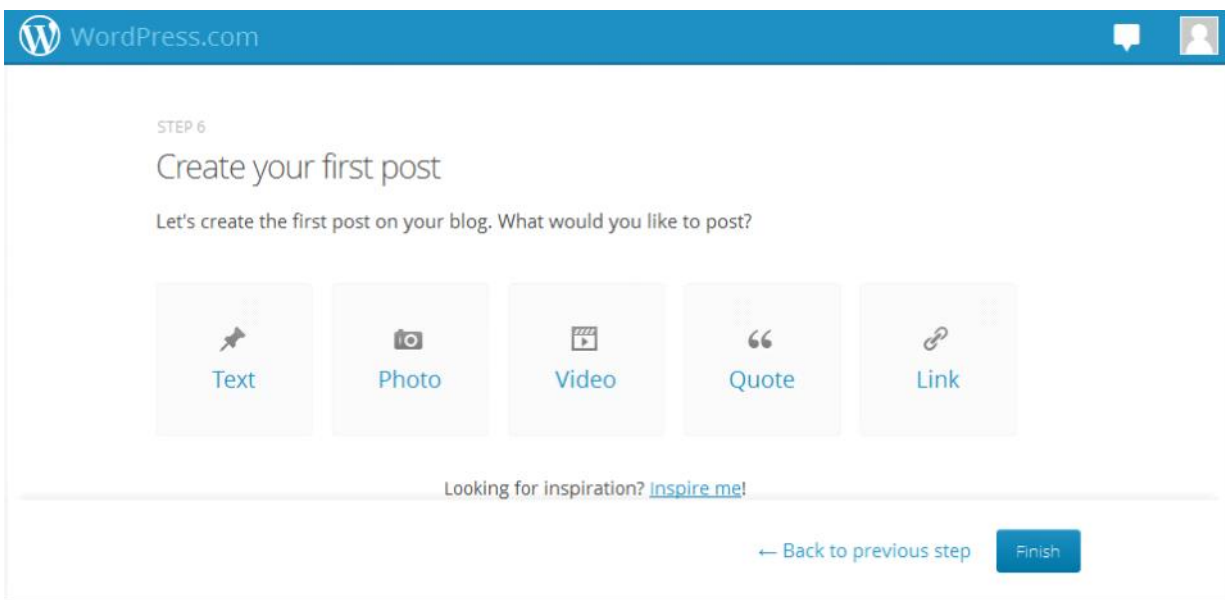 WordPress.com
STEP 6
Create your first post
Let's create the first post on your blog. What would you like to post?
Text
Photo
Video
Quote
Link
Looking for inspiration? Inspire me!
← Back to previous step
Finish